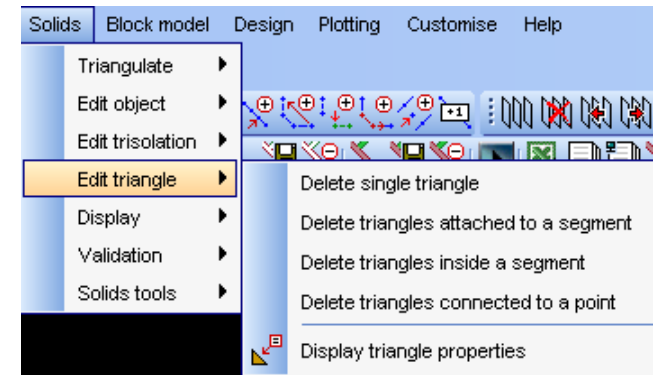 Solids Block model Design Plotting Customise Help
Triangulate
Edit object
Edit trisolation
Edit triangle
Delete single triangle
Display
Delete triangles attached to a segment
Validation
Delete triangles inside a segment
Solids tools
Delete triangles connected to a point
Display triangle properties